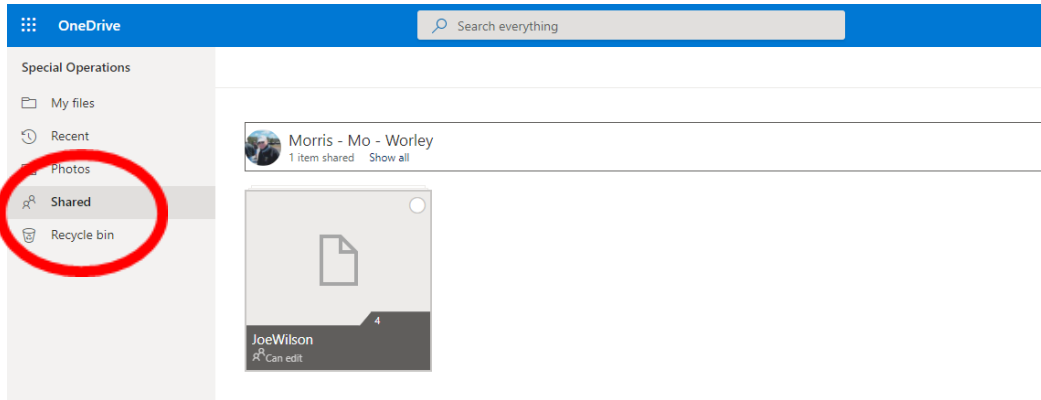 OneDrive
Search everything
Special Operations
My files
Recent
Photos
Shared
Recycle bin
Morris - Mo - Worley
1 item shared Show all
4
JoeWilson
Can edit